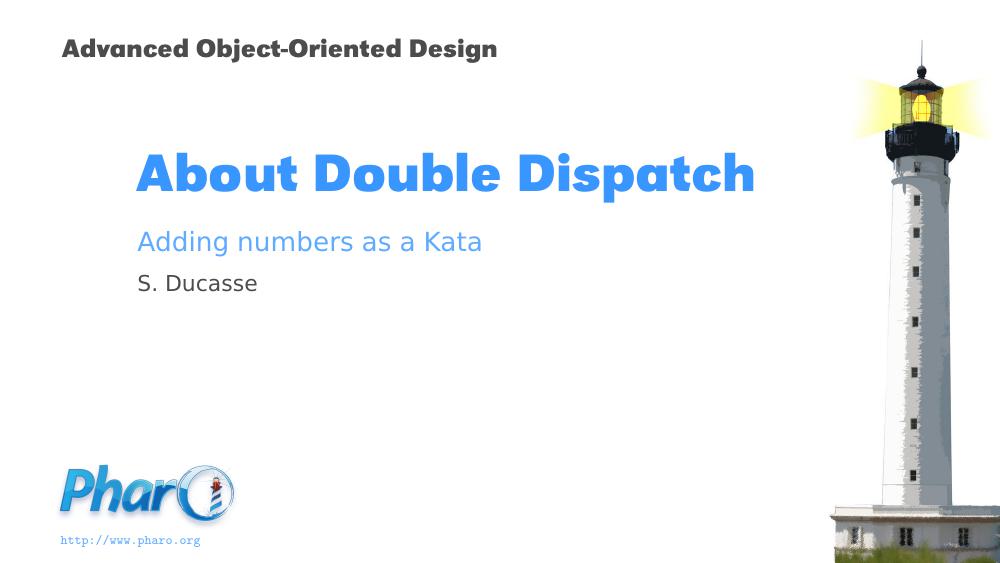 Advanced Object-Oriented Design
About Double Dispatch
Adding numbers as a Kata
S. Ducasse
Pharo
http://www.pharo.org